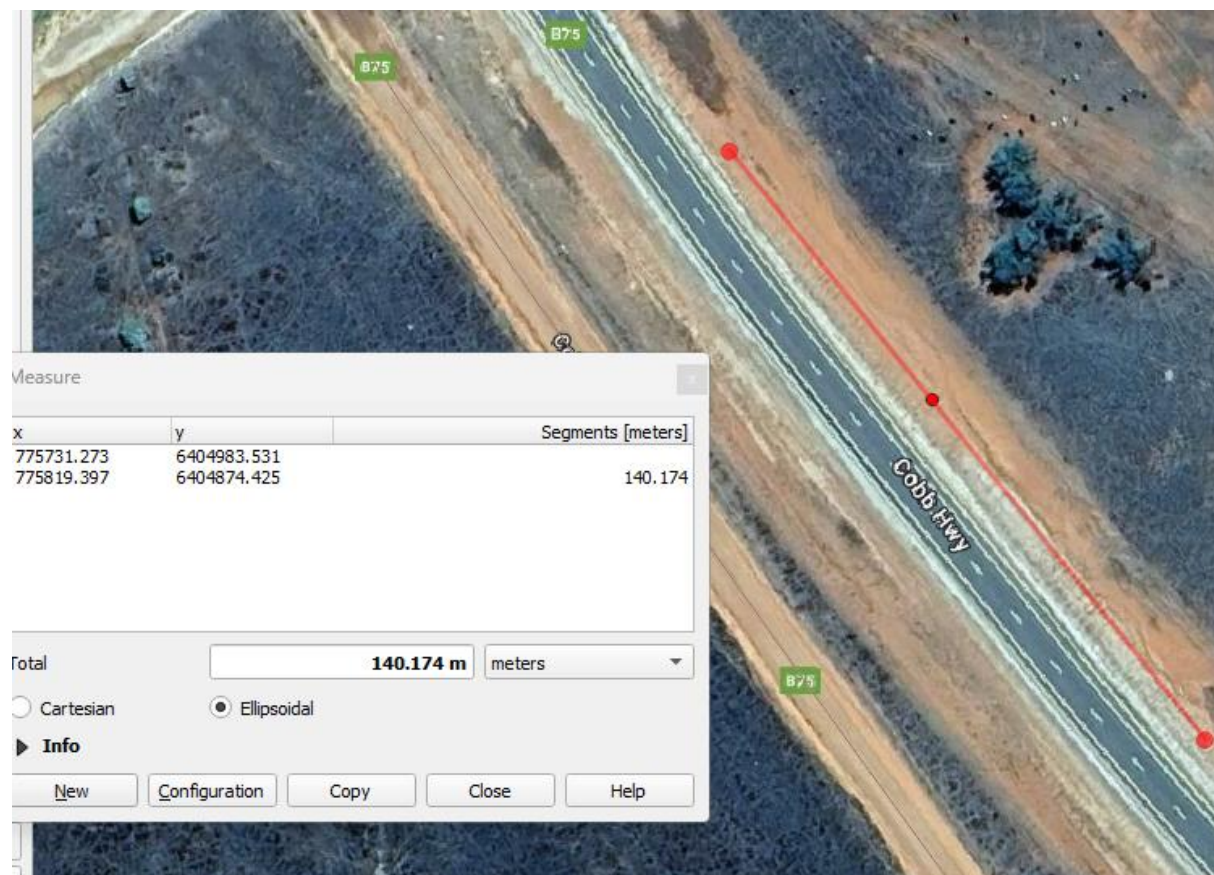 B75
B75
Measure
x y Segments [meters]
775731.273 6404983.531
775819.397 6404874.425 140.174
Total 140.174 m meters
Cartesian Ellipsoidal
Info
New Configuration Copy Close Help
Cobb Hwy
B75